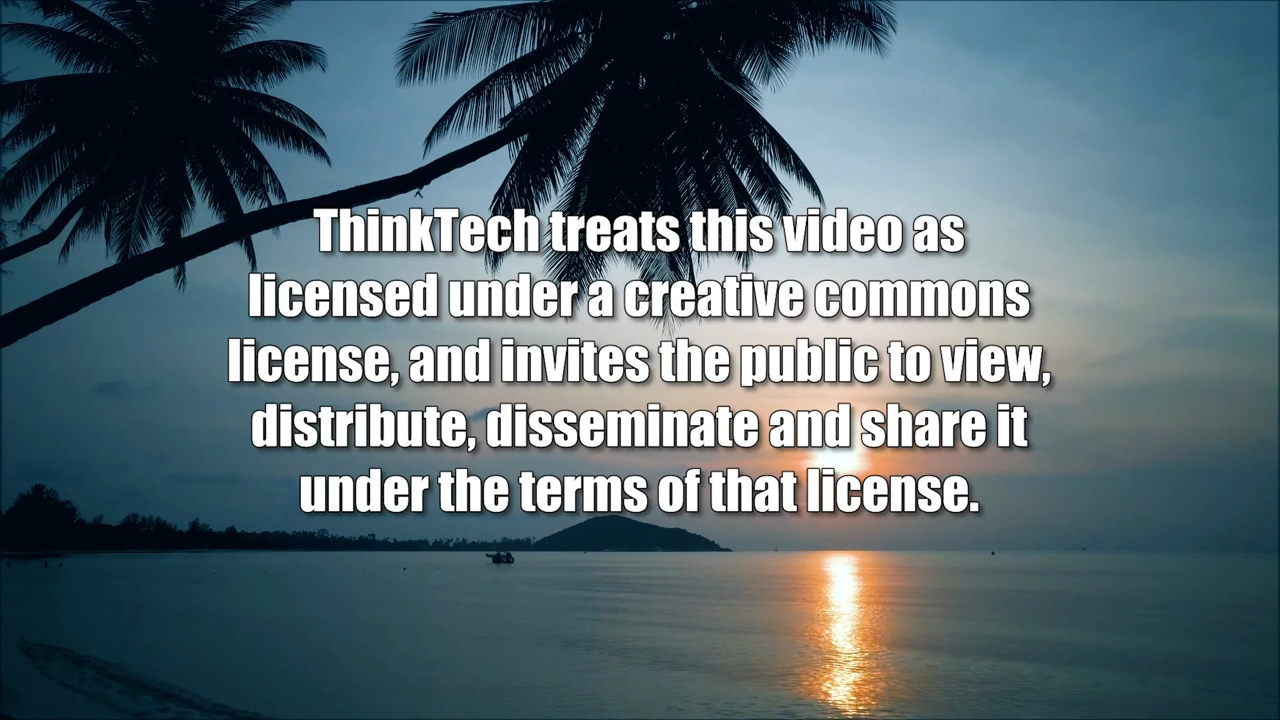 ThinkTech treats this video as
licensed under a creative commons
license, and invites the public to view,
distribute, disseminate and share it
under the terms of that license.